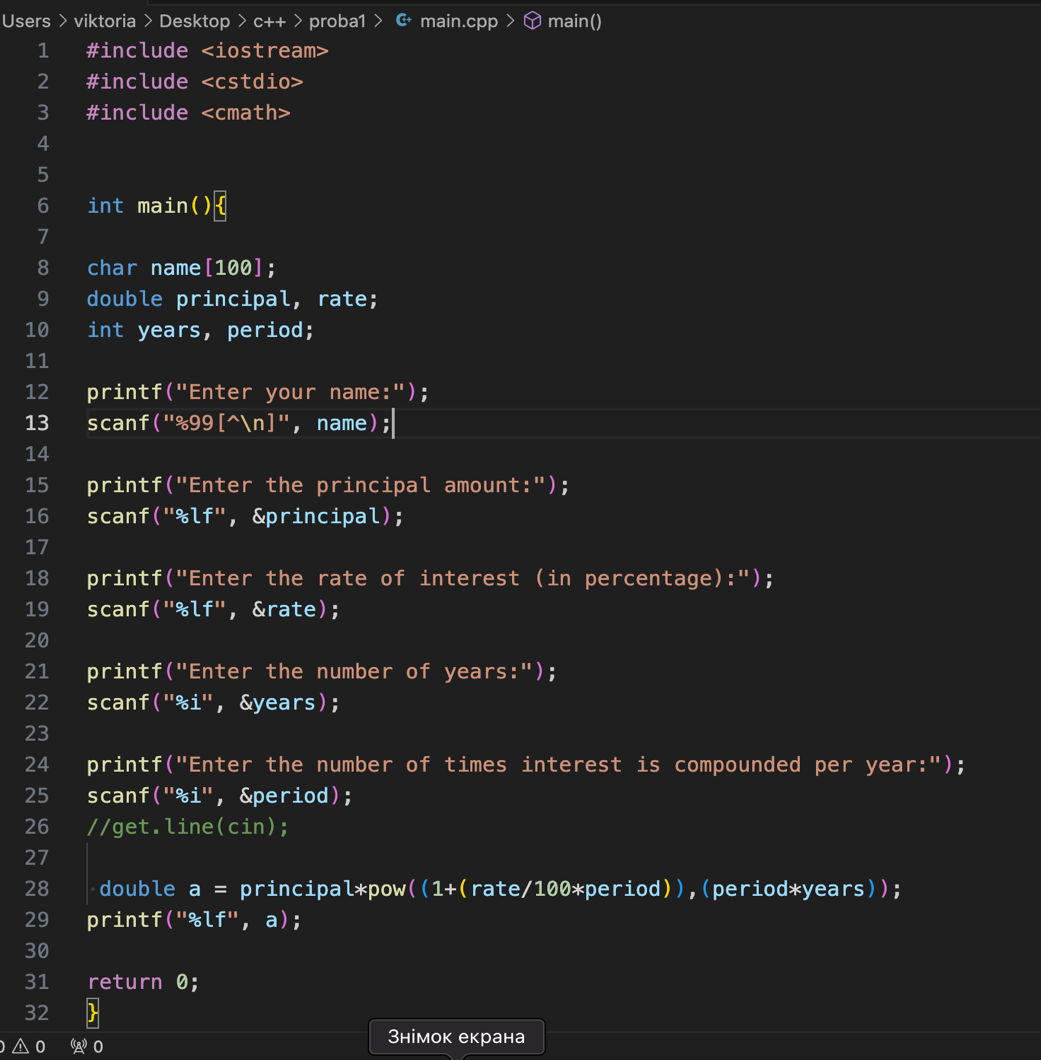 Users > viktoria > Desktop > c++ > proba1 > main.cpp > main()
1 #include <iostream>
2 #include <cstdio>
3 #include <cmath>
4
5
6 int main(){
7
8 char name[100];
9 double principal, rate;
10 int years, period;
11
12 printf("Enter your name:");
13 scanf("%99[^\n]", name);
14
15 printf("Enter the principal amount:");
16 scanf("%lf", &principal);
17
18 printf("Enter the rate of interest (in percentage):");
19 scanf("%lf", &rate);
20
21 printf("Enter the number of years:");
22 scanf("%i", &years);
23
24 printf("Enter the number of times interest is compounded per year:");
25 scanf("%i", &period);
26 //get.line(cin);
27
28 double a = principal*pow((1+(rate/100*period)),(period*years));
29 printf("%lf", a);
30
31 return 0;
32 }
0 0 0
Знімок екрана